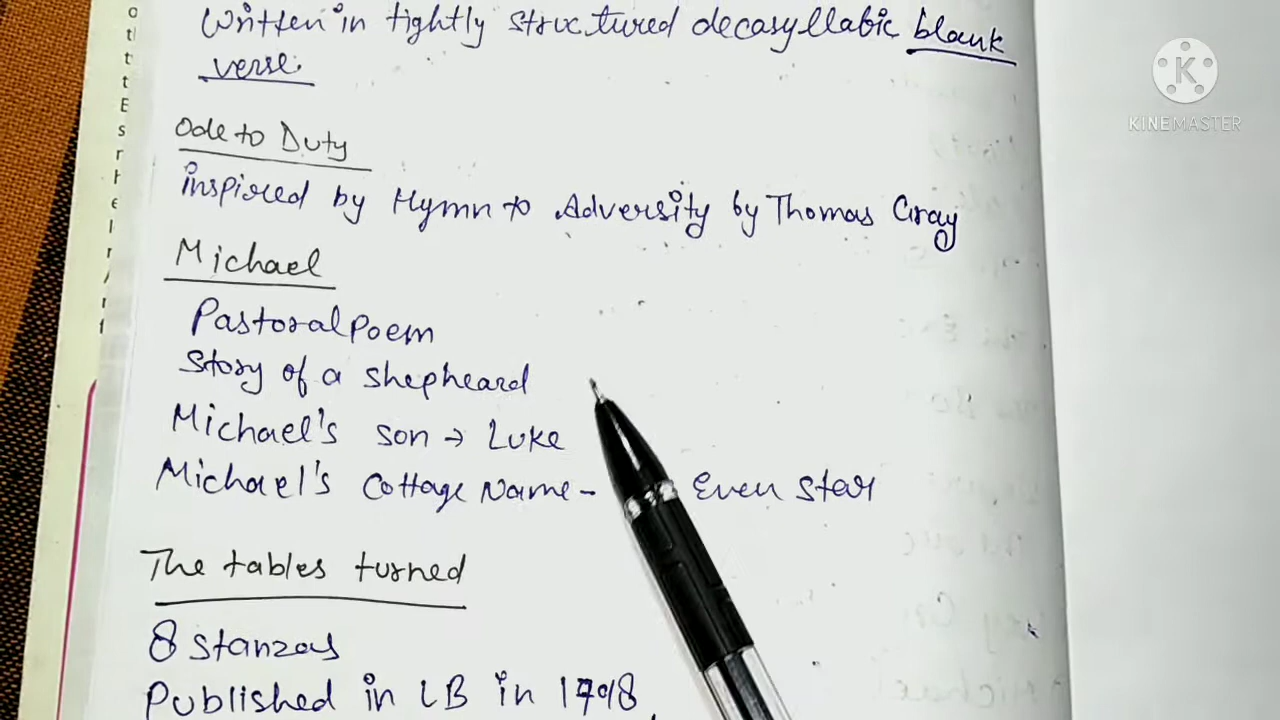 Written in tightly structured decasyllabic blank
verse.
Ode to Duty
inspired by Hymn to Adversity by Thomas Gray
Michael
Pastoral poem
Story of a shepheard
Michael's son → Luke
Michael's Cottage Name - Even Star
The tables turned
8 stanzas
Published in LB in 1798.
KINEMASTER